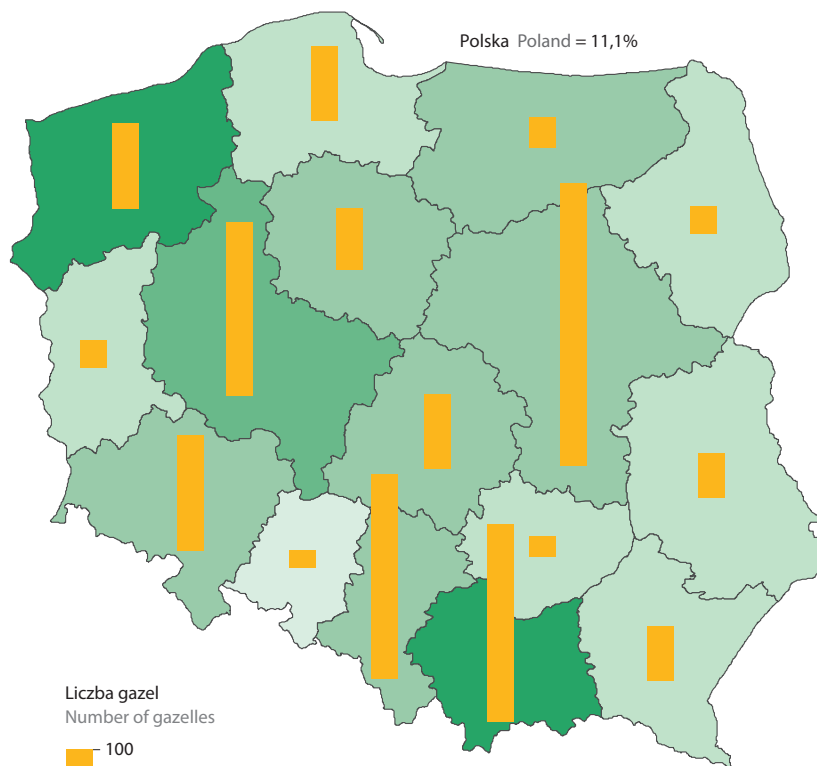 Polska Poland = 11,1%
Liczba gazel
Number of gazelles
100